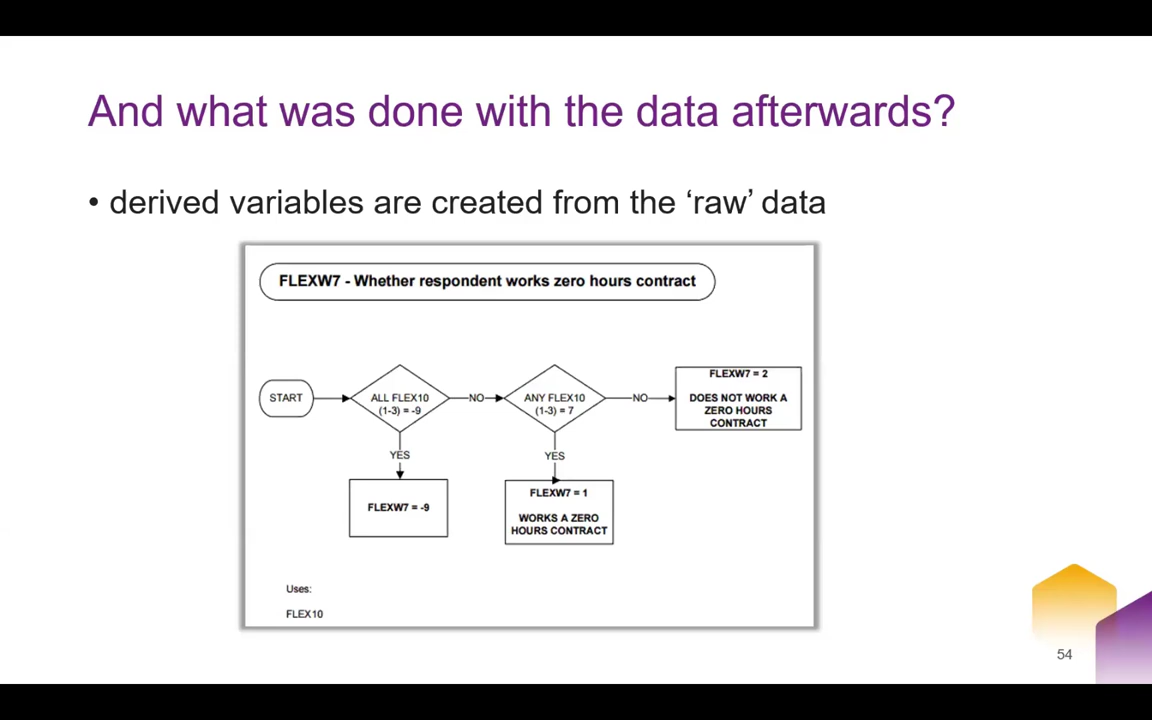 And what was done with the data afterwards?
• derived variables are created from the ‘raw’ data
FLEXW7 - Whether respondent works zero hours contract
START
ALL FLEX10
(1-3) = -9
NO
ANY FLEX10
(1-3) = 7
NO
FLEXW7 = 2
DOES NOT WORK A
ZERO HOURS
CONTRACT
YES
YES
FLEXW7 = -9
FLEXW7 = 1
WORKS A ZERO
HOURS CONTRACT
Uses:
FLEX10
54